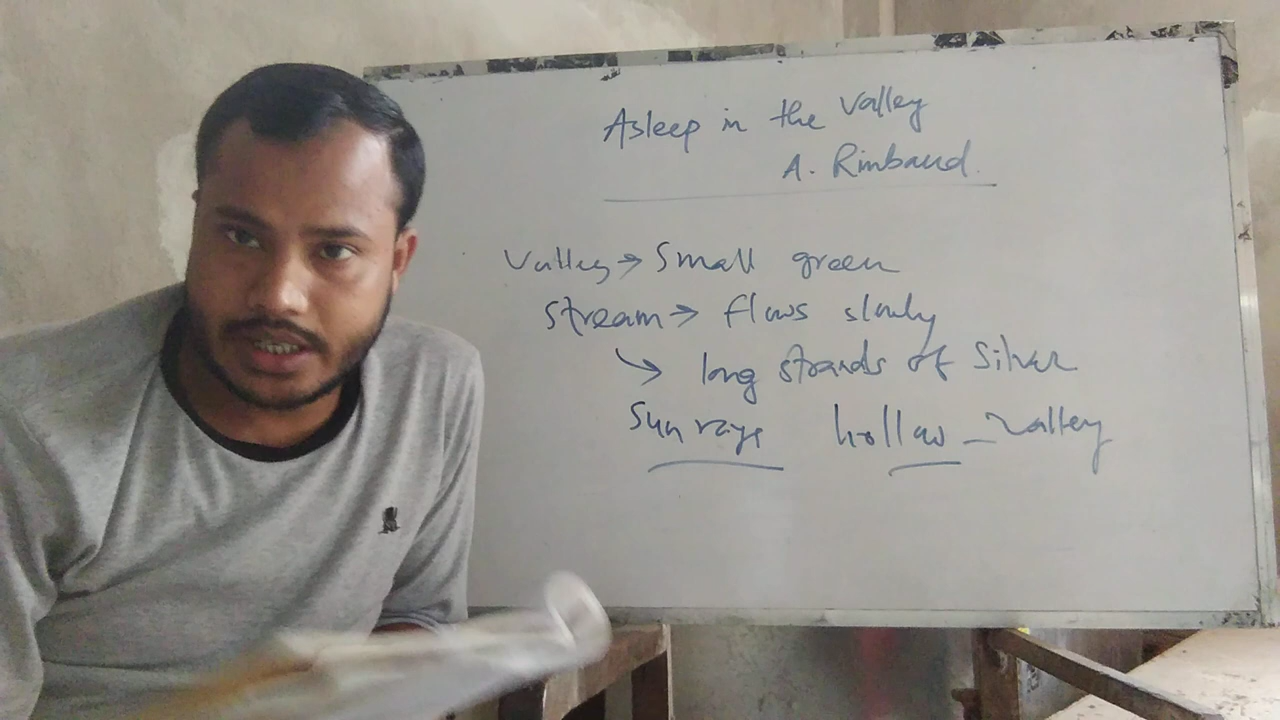 Asleep in the valley
A. Rimbaud.
Valley → Small green
Stream → flows slowly
↳ long strands of Silver
Sun rays hollow - valley